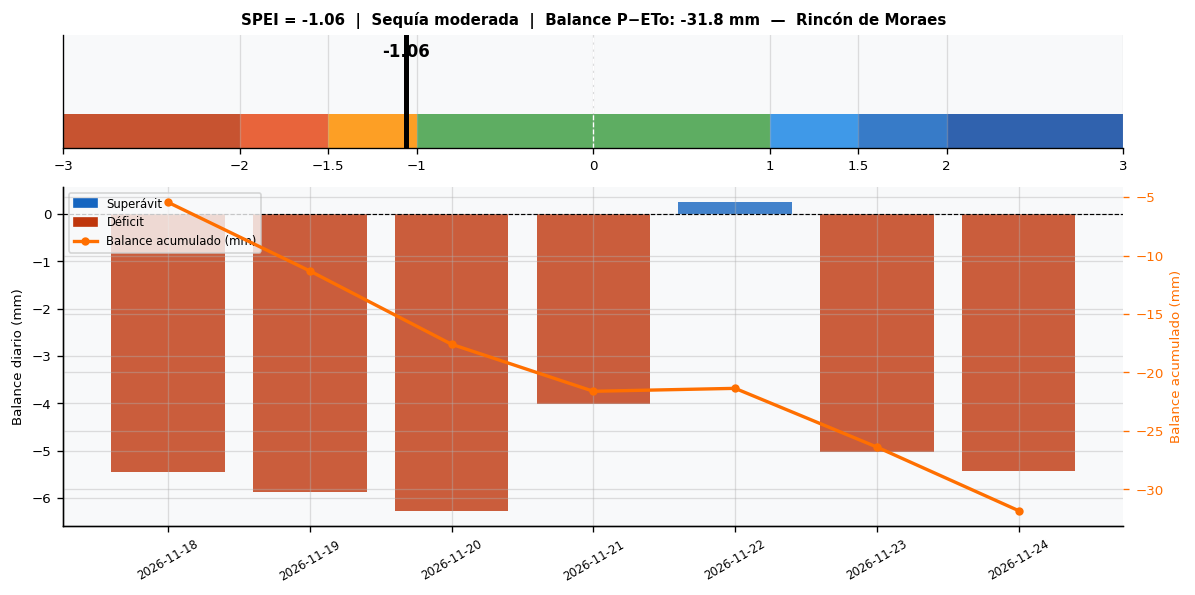 SPEI = -1.06 | Sequía moderada | Balance P−ETo: -31.8 mm — Rincón de Moraes
-1.06
−3 −2 −1.5 −1 0 1 1.5 2 3
Superávit
Déficit
Balance acumulado (mm)
Balance diario (mm)
0
−1
−2
−3
−4
−5
−6
−5
−10
−15
−20
−25
−30
Balance acumulado (mm)
2026-11-18 2026-11-19 2026-11-20 2026-11-21 2026-11-22 2026-11-23 2026-11-24